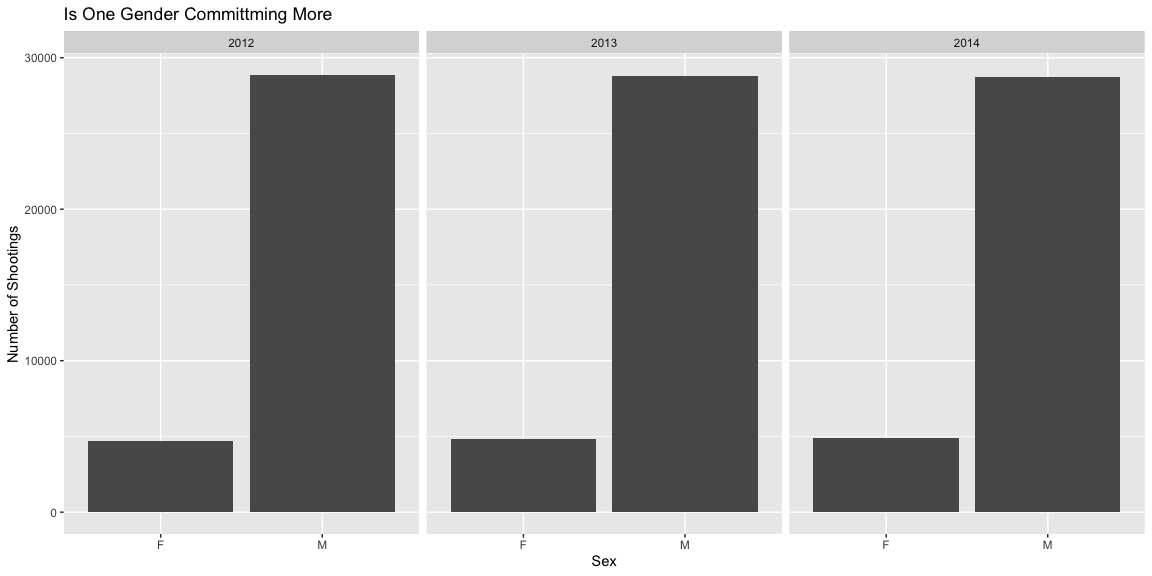 Is One Gender Committming More
2012 2013 2014
30000
20000
10000
0
Number of Shootings
F M F M F M
Sex